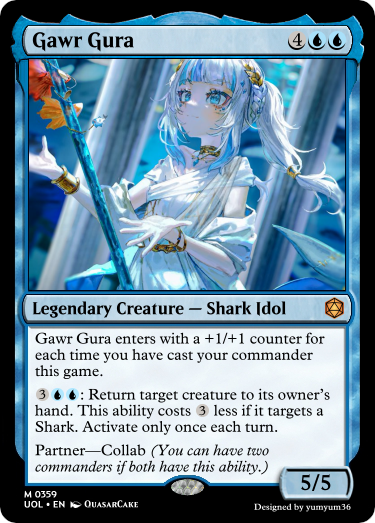 Gawr Gura 4
Legendary Creature — Shark Idol
Gawr Gura enters with a +1/+1 counter for
each time you have cast your commander
this game.
3: Return target creature to its owner's
hand. This ability costs 3 less if it targets a
Shark. Activate only once each turn.
Partner—Collab (You can have two
commanders if both have this ability.)
5/5
M 0359
UOL • EN QuasarCake
Designed by yumyum36